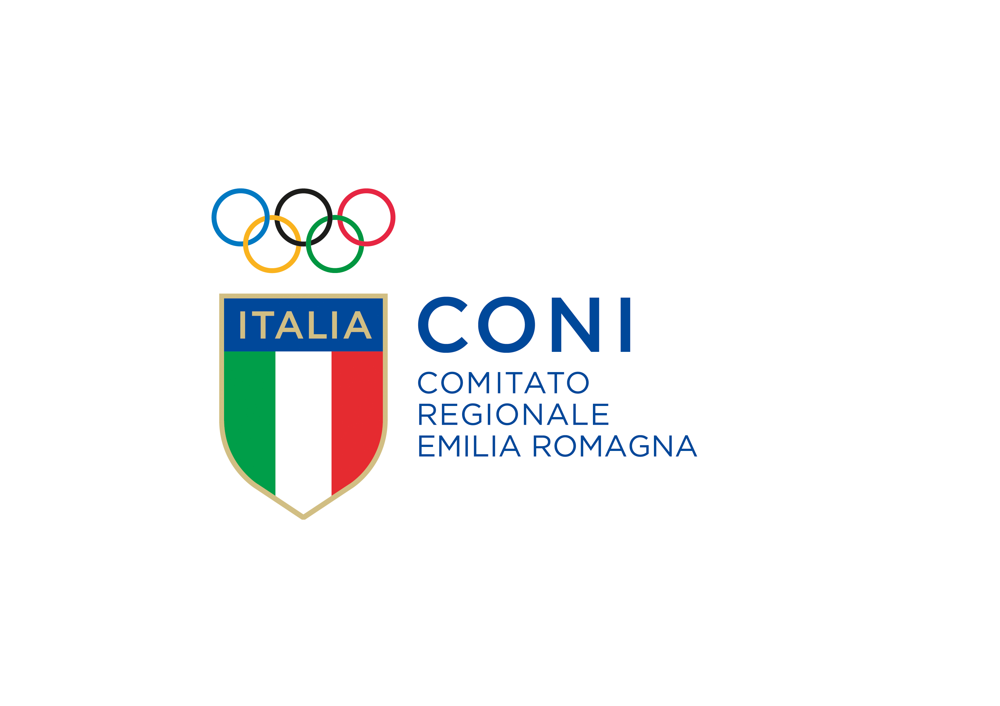 ITALIA
CONI
COMITATO
REGIONALE
EMILIA ROMAGNA